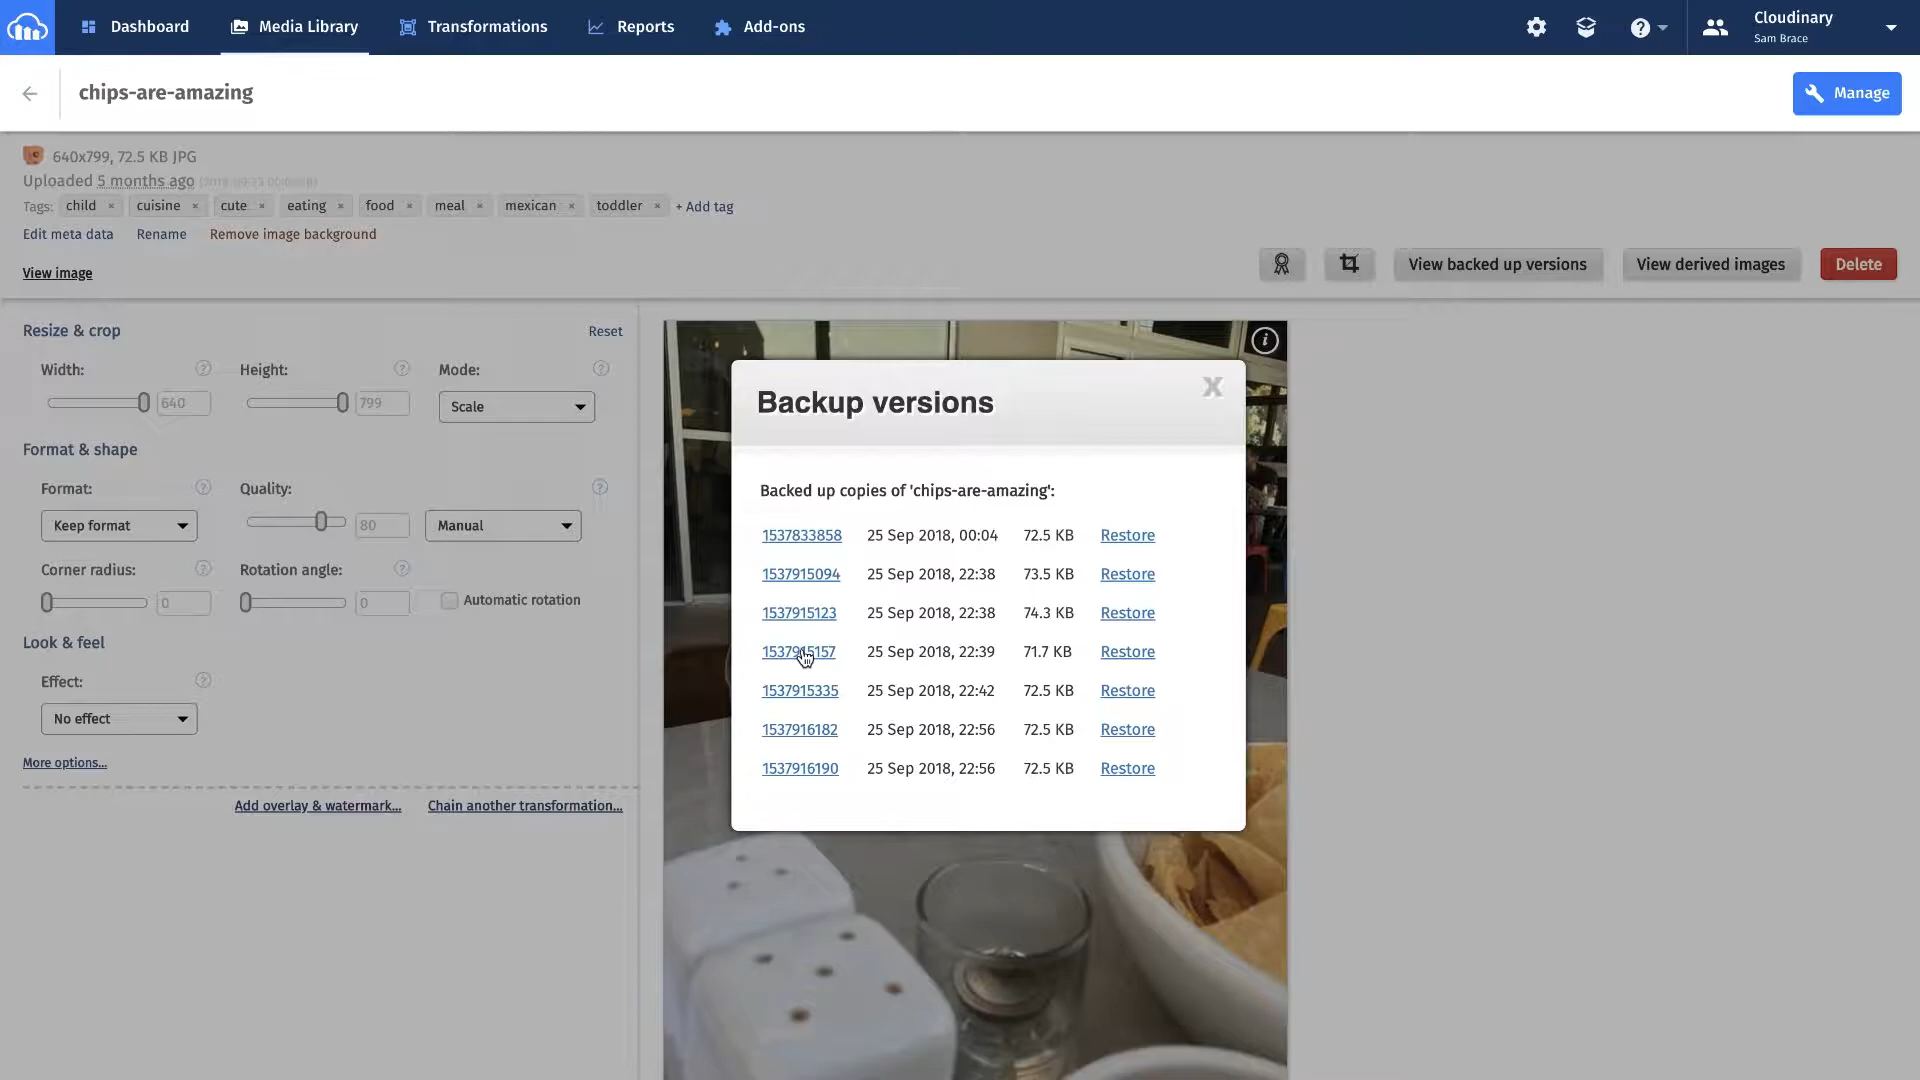 Dashboard Media Library Transformations Reports Add-ons Cloudinary
Sam Brace
chips-are-amazing Manage
640x799, 72.5 KB JPG
Uploaded 5 months ago
Tags: child × cuisine × cute × eating × food × meal × mexican × toddler × + Add tag
Edit meta data Rename Remove image background
View image View backed up versions View derived images Delete
Resize & crop Reset
Width: ? Height: ? Mode: ?
640 799 Scale
Format & shape
Format: ? Quality: ?
Keep format 80 Manual
Corner radius: ? Rotation angle: ?
0 0 Automatic rotation
Look & feel
Effect: ?
No effect
More options...
Add overlay & watermark... Chain another transformation...
i
Backup versions X
Backed up copies of 'chips-are-amazing':
1537833858 25 Sep 2018, 00:04 72.5 KB Restore
1537915094 25 Sep 2018, 22:38 73.5 KB Restore
1537915123 25 Sep 2018, 22:38 74.3 KB Restore
1537915157 25 Sep 2018, 22:39 71.7 KB Restore
1537915335 25 Sep 2018, 22:42 72.5 KB Restore
1537916182 25 Sep 2018, 22:56 72.5 KB Restore
1537916190 25 Sep 2018, 22:56 72.5 KB Restore